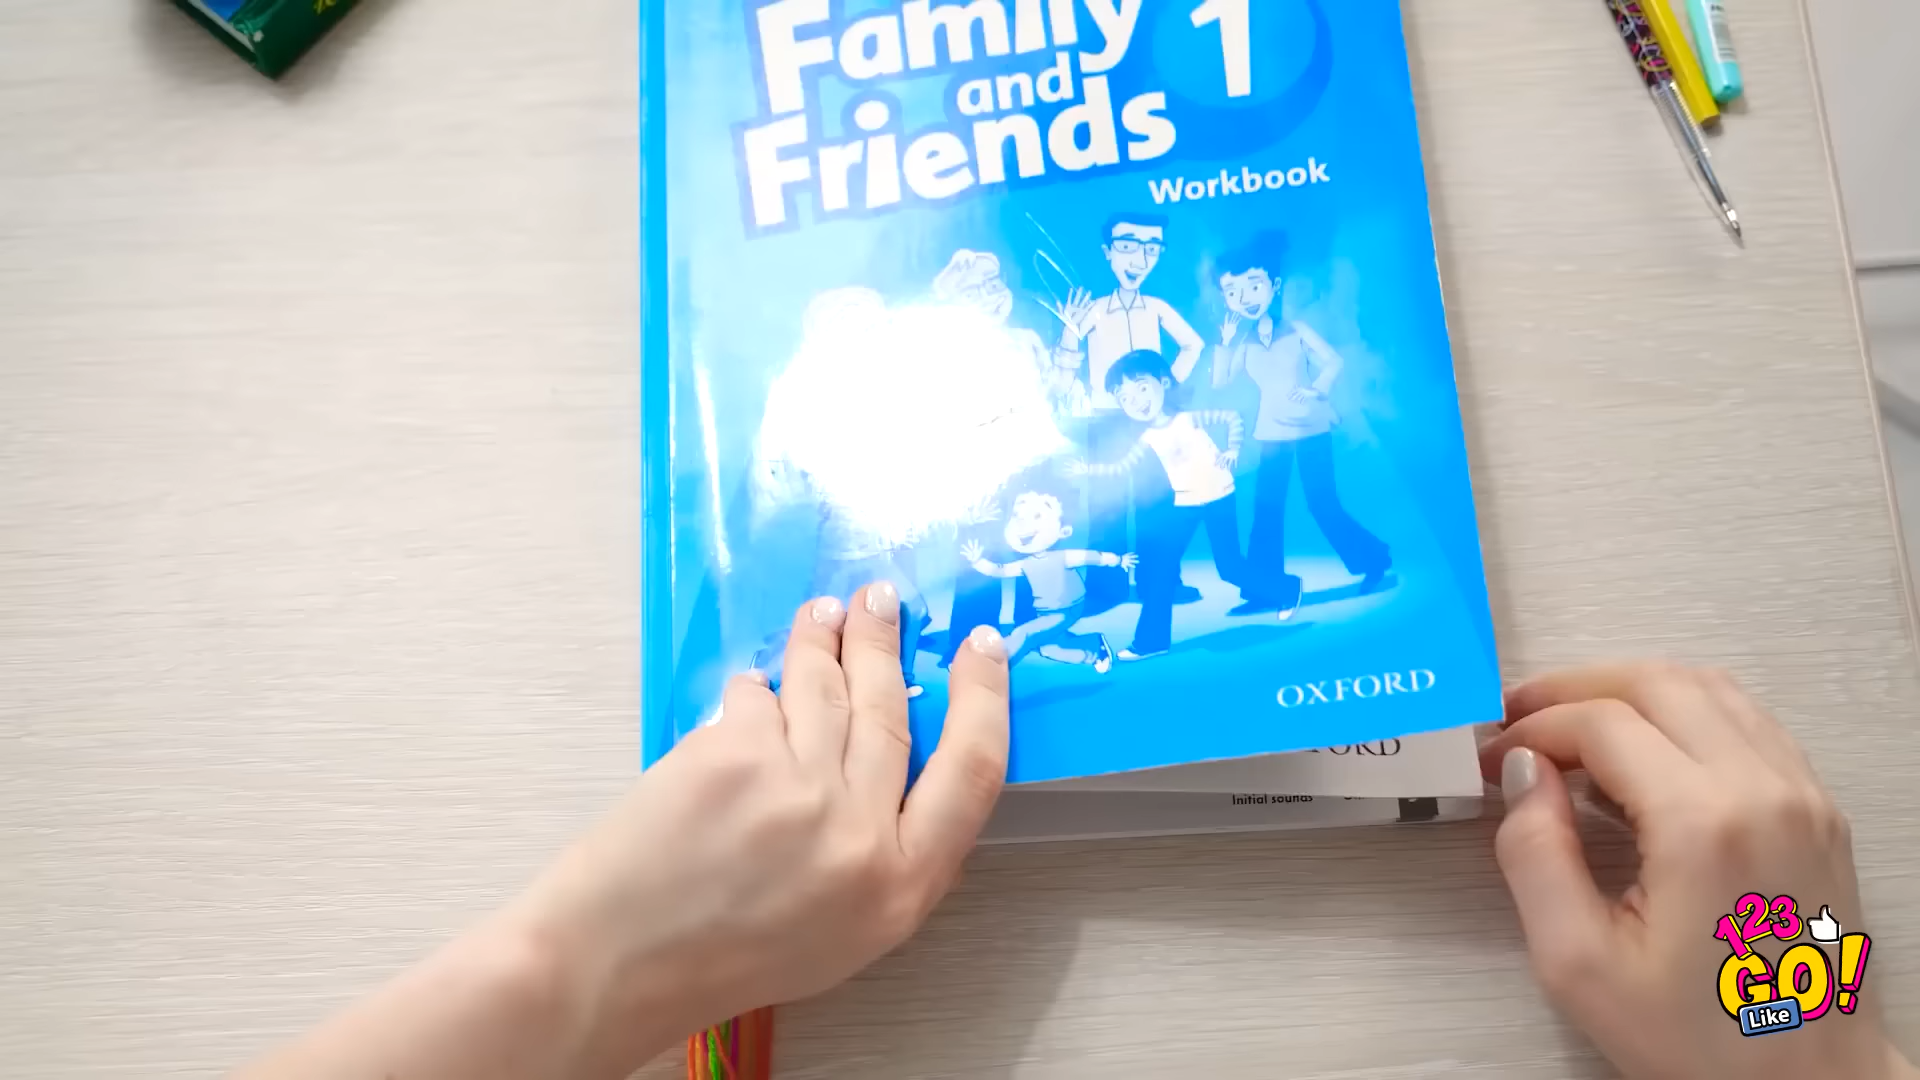 Family
and
Friends
1
Workbook
OXFORD
Initial sounds
123
GO!
Like